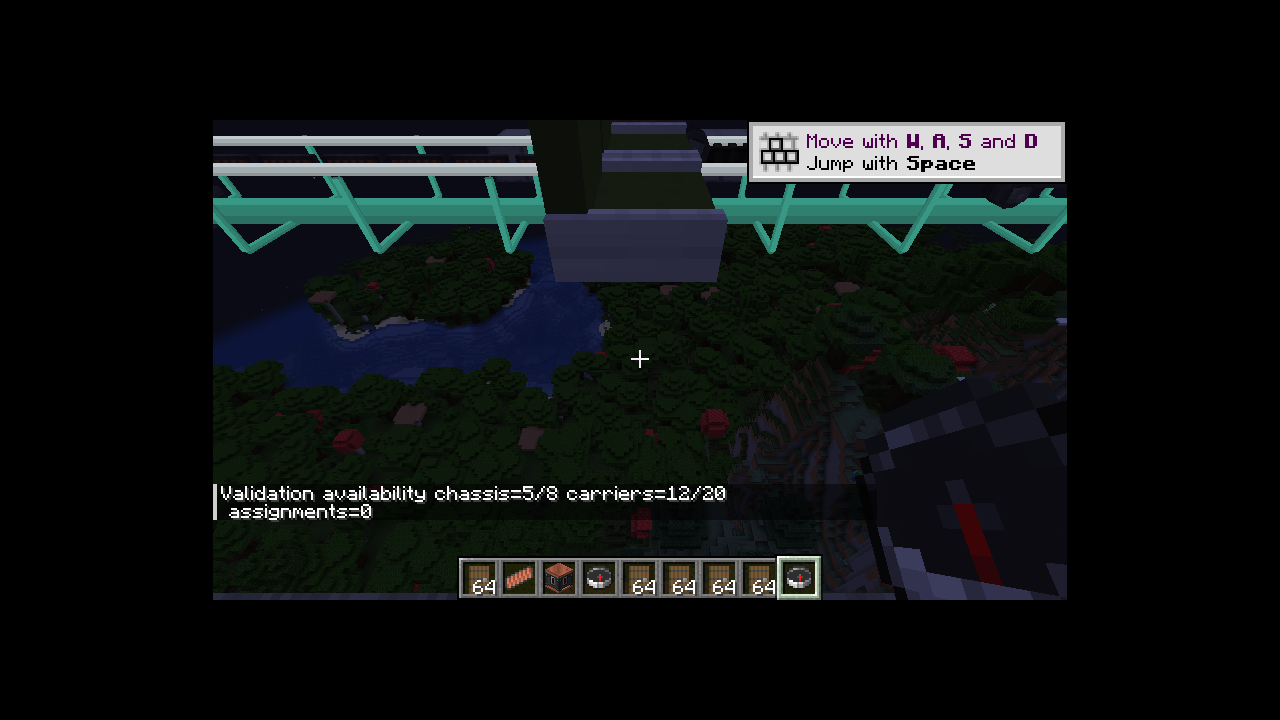 Move with W, A, S and D
Jump with Space
Validation availability chassis=5/8 carriers=12/20
assignments=0
64 64 64 64 64